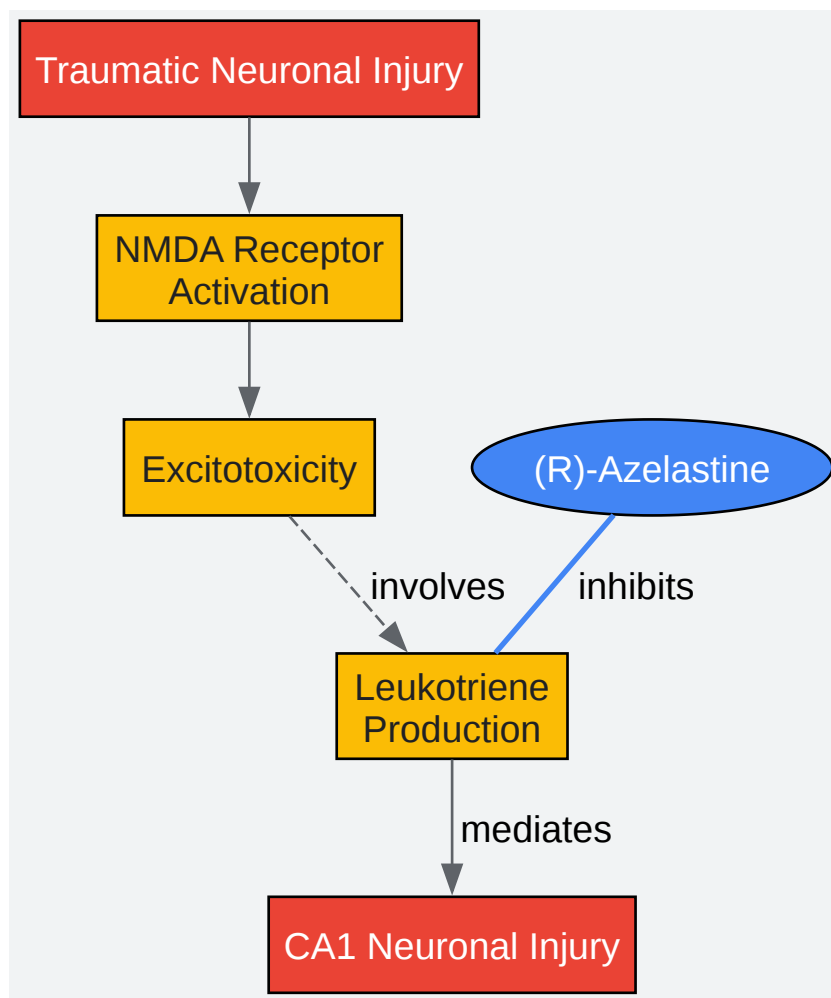 Traumatic Neuronal Injury
NMDA Receptor
Activation
Excitotoxicity
(R)-Azelastine
involves
inhibits
Leukotriene
Production
mediates
CA1 Neuronal Injury